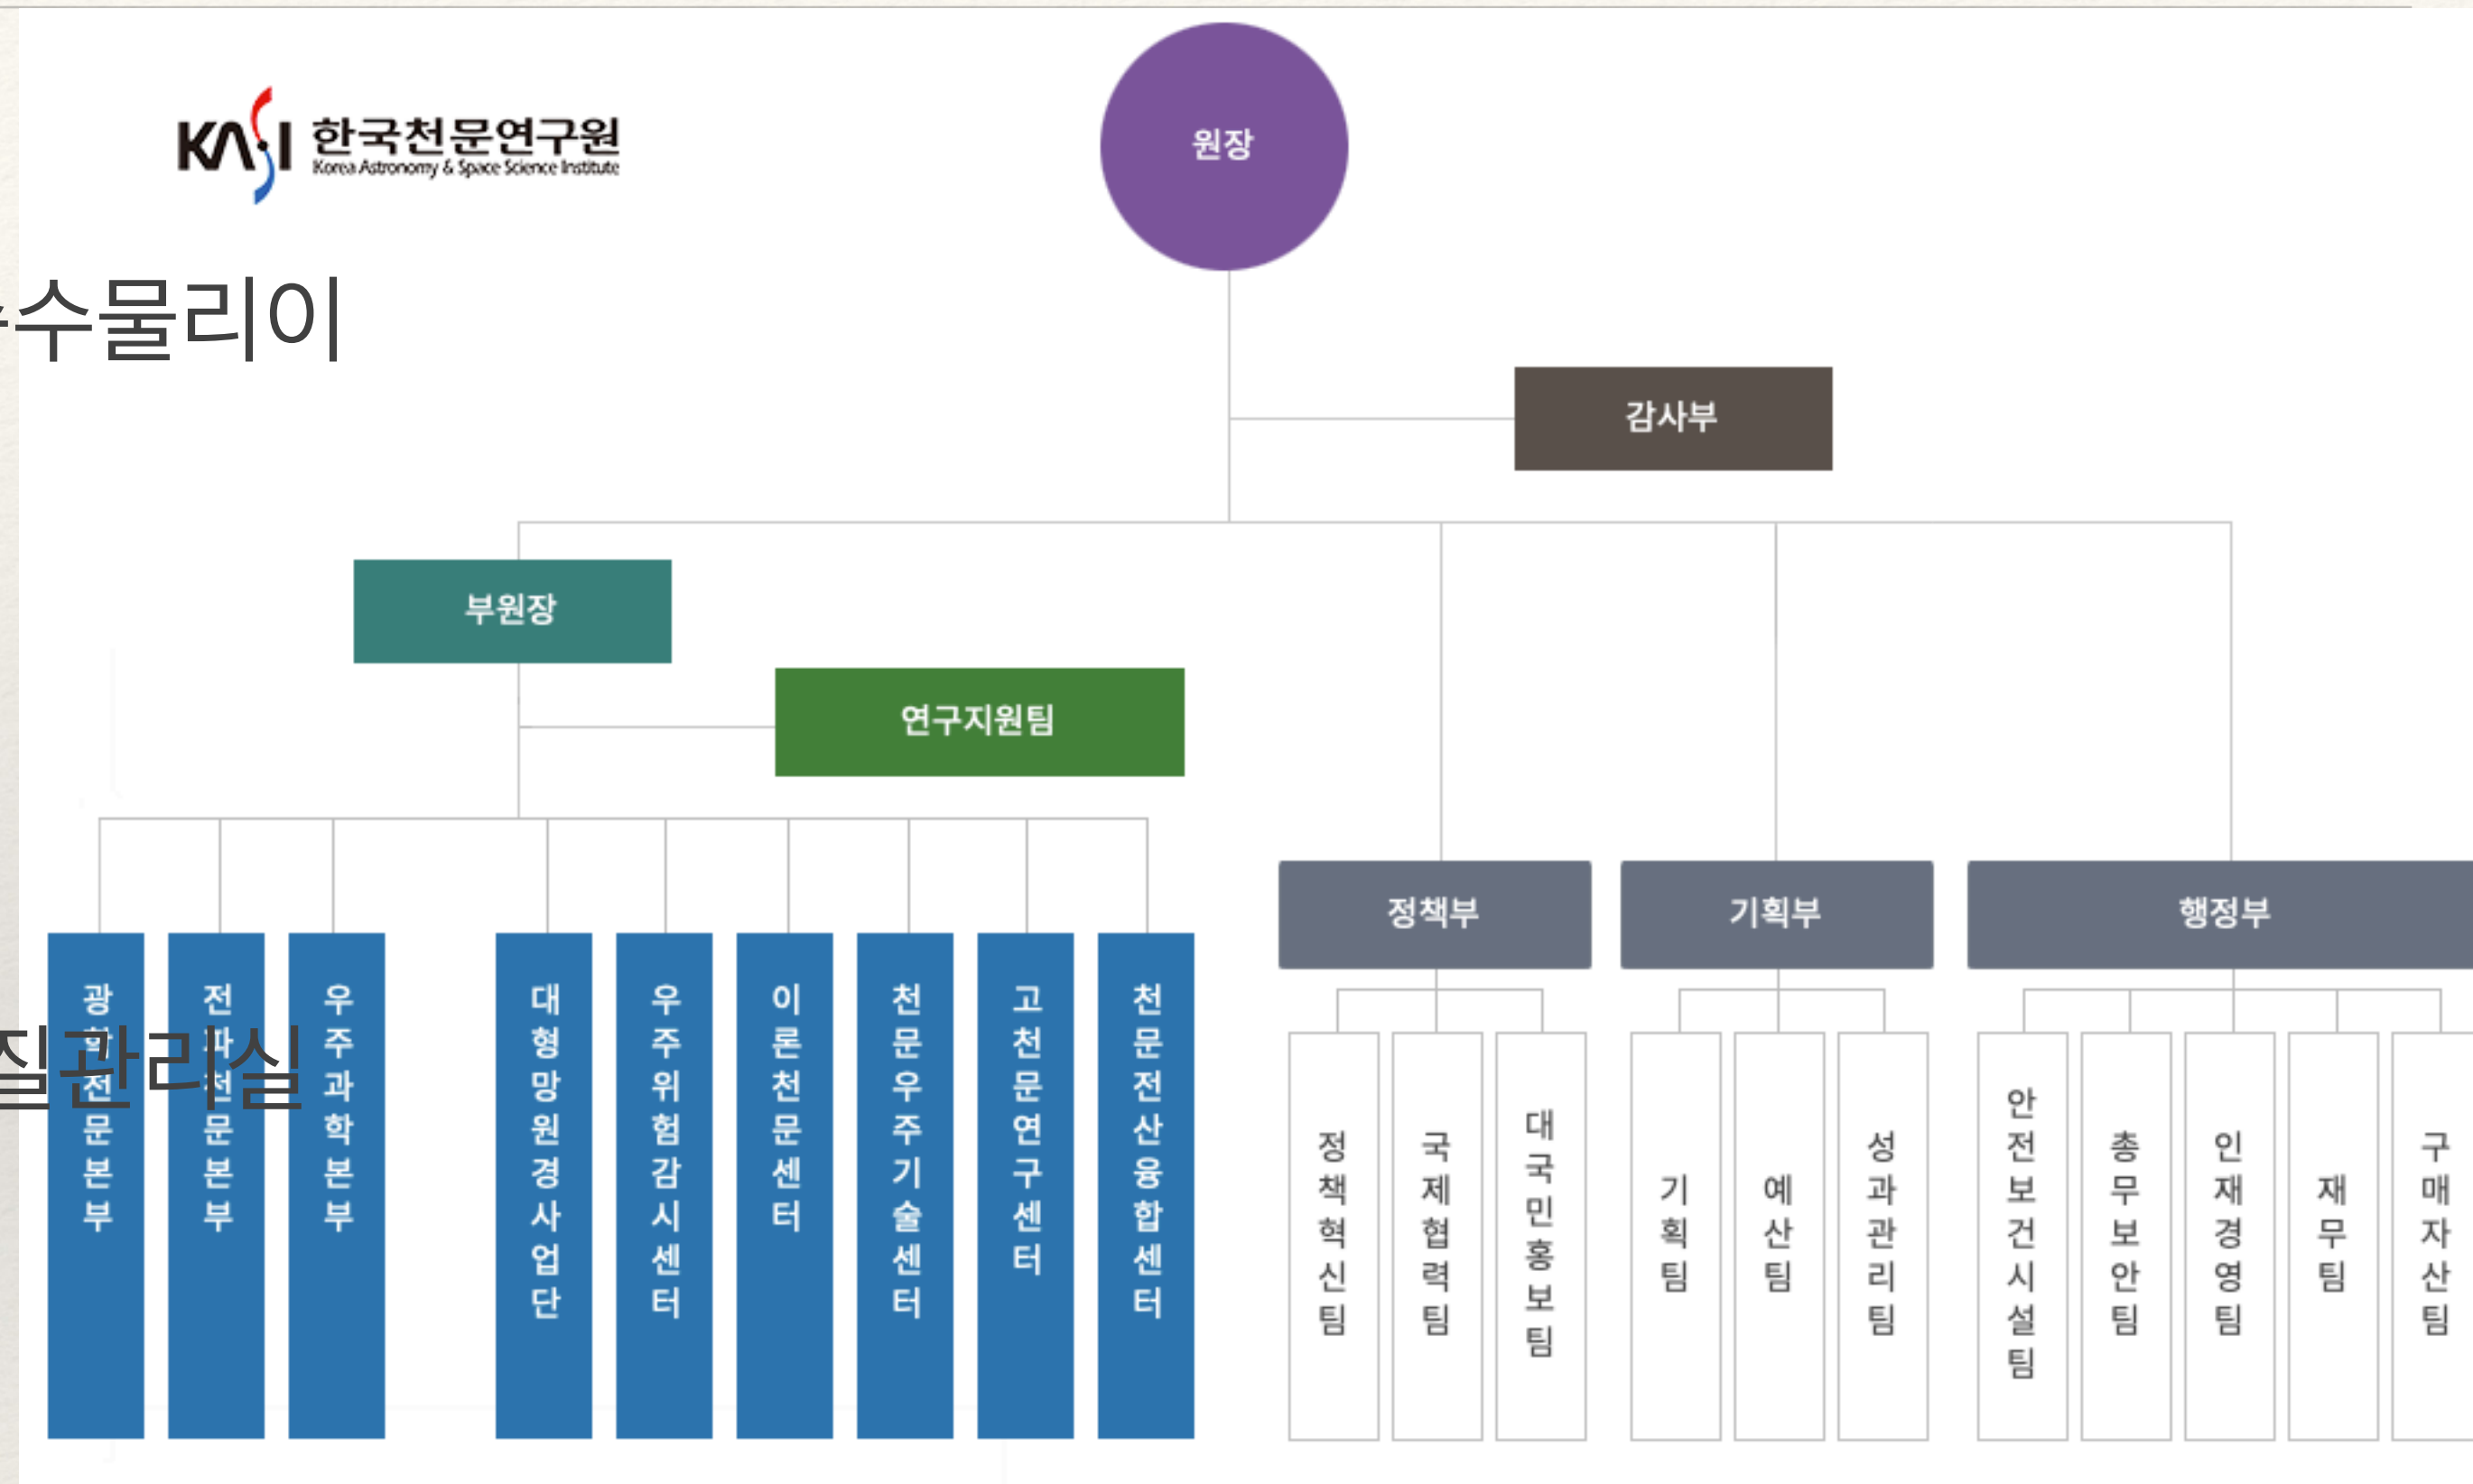 KASI 한국천문연구원
Korea Astronomy & Space Science Institute
원장
수물리이
감사부
부원장
연구지원팀
정책부
기획부
행정부
광학천문본부
전파천문본부
우주과학본부
대형망원경사업단
우주위험감시센터
이론천문센터
천문우주기술센터
고천문연구센터
천문전산융합센터
질관리실
정책혁신팀
국제협력팀
대국민홍보팀
기획팀
예산팀
성과관리팀
안전보건시설팀
총무보안팀
인재경영팀
재무팀
구매자산팀